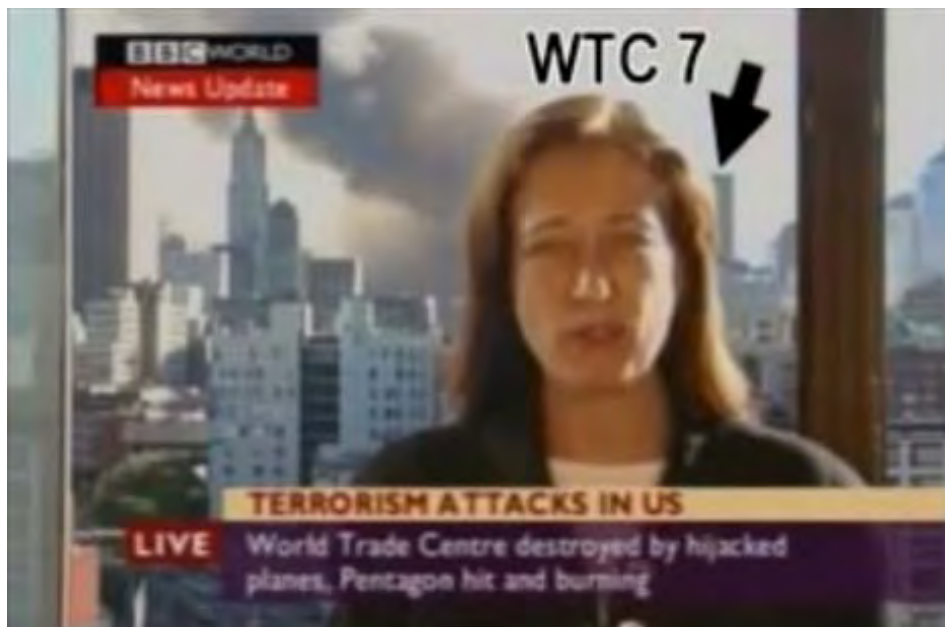 BBC WORLD
News Update
WTC 7
TERRORISM ATTACKS IN US
LIVE
World Trade Centre destroyed by hijacked
planes, Pentagon hit and burning